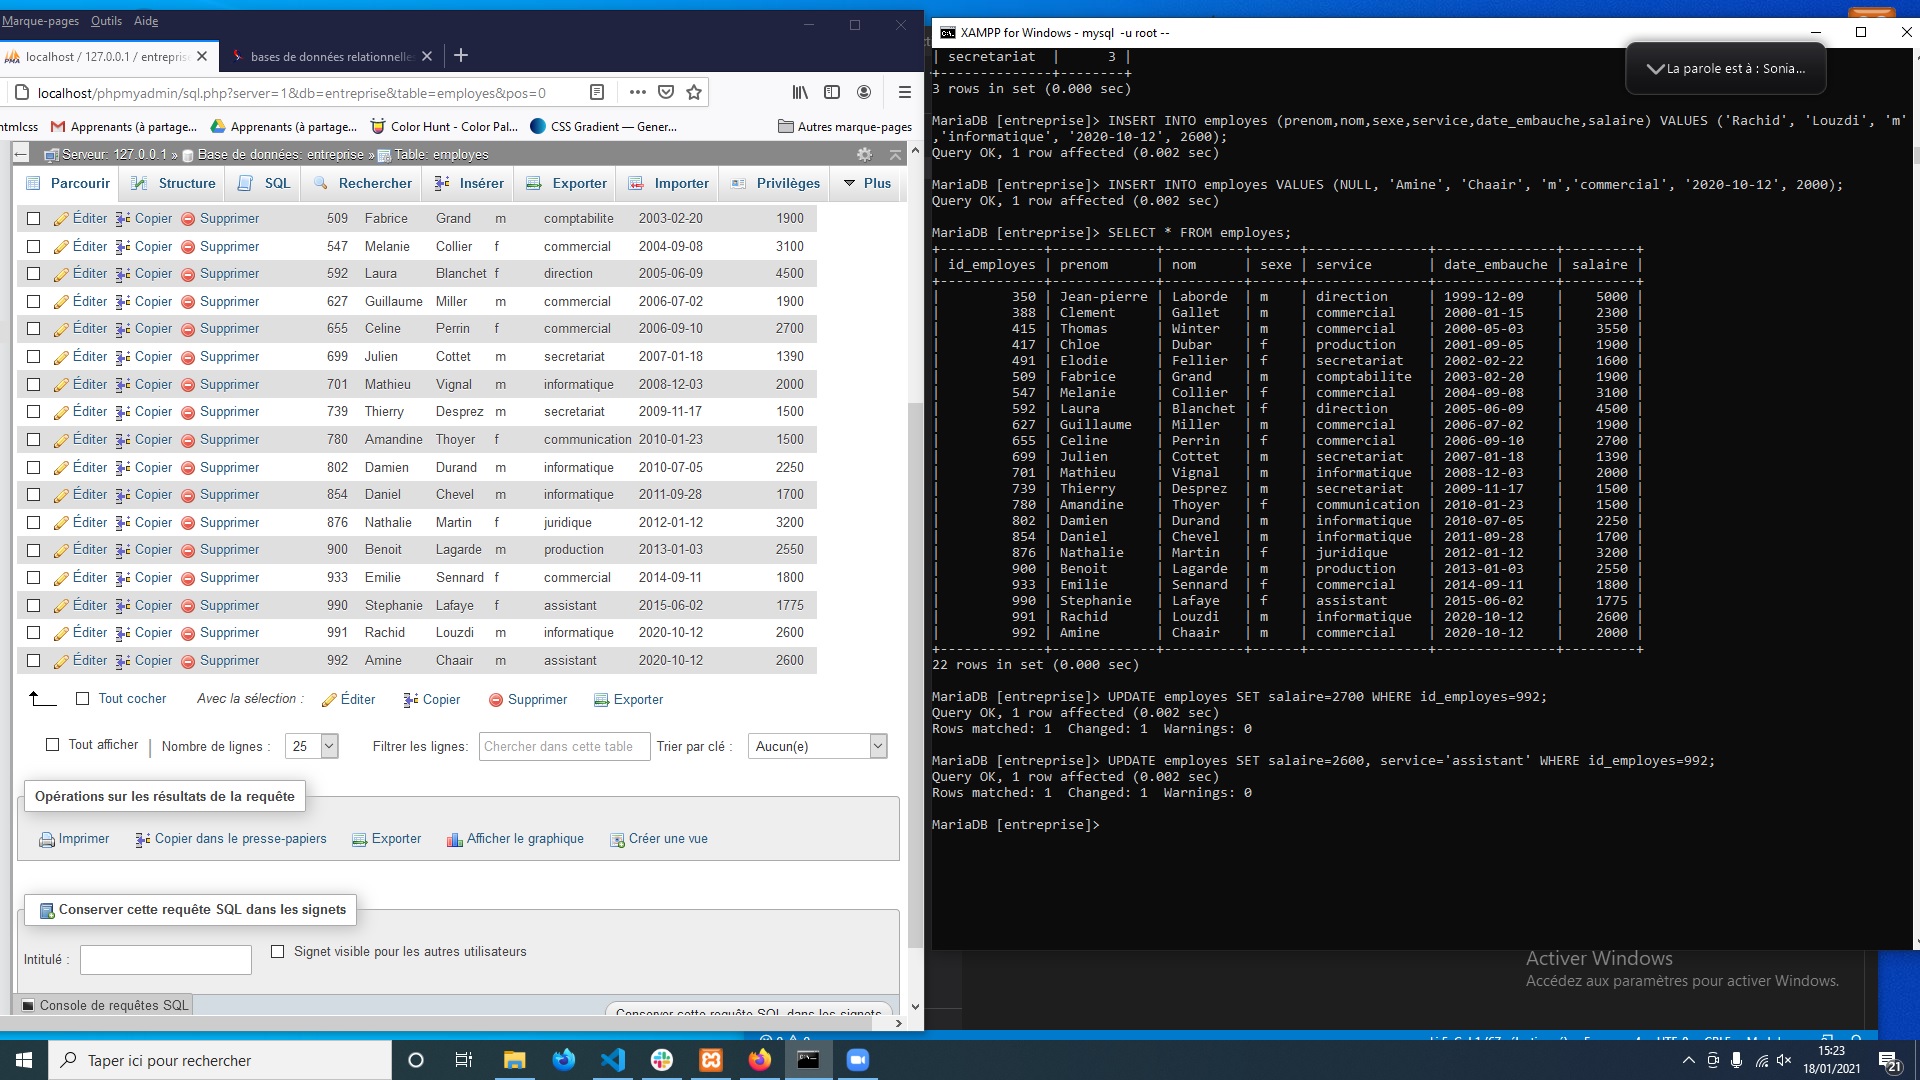 Marque-pages Outils Aide
localhost / 127.0.0.1 / entreprise
bases de données relationnelles
localhost/phpmyadmin/sql.php?server=1&db=entreprise&table=employes&pos=0
htmlcss Apprenants (à partage... Apprenants (à partage... Color Hunt - Color Pal... CSS Gradient — Gener... Autres marque-pages
Serveur: 127.0.0.1 » Base de données: entreprise » Table: employes
Parcourir Structure SQL Rechercher Insérer Exporter Importer Privilèges Plus
Éditer Copier Supprimer 509 Fabrice Grand m comptabilite 2003-02-20 1900
Éditer Copier Supprimer 547 Melanie Collier f commercial 2004-09-08 3100
Éditer Copier Supprimer 592 Laura Blanchet f direction 2005-06-09 4500
Éditer Copier Supprimer 627 Guillaume Miller m commercial 2006-07-02 1900
Éditer Copier Supprimer 655 Celine Perrin f commercial 2006-09-10 2700
Éditer Copier Supprimer 699 Julien Cottet m secretariat 2007-01-18 1390
Éditer Copier Supprimer 701 Mathieu Vignal m informatique 2008-12-03 2000
Éditer Copier Supprimer 739 Thierry Desprez m secretariat 2009-11-17 1500
Éditer Copier Supprimer 780 Amandine Thoyer f communication 2010-01-23 1500
Éditer Copier Supprimer 802 Damien Durand m informatique 2010-07-05 2250
Éditer Copier Supprimer 854 Daniel Chevel m informatique 2011-09-28 1700
Éditer Copier Supprimer 876 Nathalie Martin f juridique 2012-01-12 3200
Éditer Copier Supprimer 900 Benoit Lagarde m production 2013-01-03 2550
Éditer Copier Supprimer 933 Emilie Sennard f commercial 2014-09-11 1800
Éditer Copier Supprimer 990 Stephanie Lafaye f assistant 2015-06-02 1775
Éditer Copier Supprimer 991 Rachid Louzdi m informatique 2020-10-12 2600
Éditer Copier Supprimer 992 Amine Chaair m assistant 2020-10-12 2600
Tout cocher Avec la sélection : Éditer Copier Supprimer Exporter
Tout afficher | Nombre de lignes : 25 Filtrer les lignes: Chercher dans cette table Trier par clé : Aucun(e)
Opérations sur les résultats de la requête
Imprimer Copier dans le presse-papiers Exporter Afficher le graphique Créer une vue
Conserver cette requête SQL dans les signets
Intitulé : Signet visible pour les autres utilisateurs
Console de requêtes SQL
Conserver cette requête SQL dans les signets
XAMPP for Windows - mysql -u root --
La parole est à : Sonia...
| secretariat | 3 |
+--------------+--------+
3 rows in set (0.000 sec)
MariaDB [entreprise]> INSERT INTO employes (prenom,nom,sexe,service,date_embauche,salaire) VALUES ('Rachid', 'Louzdi', 'm'
,'informatique', '2020-10-12', 2600);
Query OK, 1 row affected (0.002 sec)
MariaDB [entreprise]> INSERT INTO employes VALUES (NULL, 'Amine', 'Chaair', 'm','commercial', '2020-10-12', 2000);
Query OK, 1 row affected (0.002 sec)
MariaDB [entreprise]> SELECT * FROM employes;
+-------------+-------------+----------+------+---------------+---------------+---------+
| id_employes | prenom | nom | sexe | service | date_embauche | salaire |
+-------------+-------------+----------+------+---------------+---------------+---------+
| 350 | Jean-pierre | Laborde | m | direction | 1999-12-09 | 5000 |
| 388 | Clement | Gallet | m | commercial | 2000-01-15 | 2300 |
| 415 | Thomas | Winter | m | commercial | 2000-05-03 | 3550 |
| 417 | Chloe | Dubar | f | production | 2001-09-05 | 1900 |
| 491 | Elodie | Fellier | f | secretariat | 2002-02-22 | 1600 |
| 509 | Fabrice | Grand | m | comptabilite | 2003-02-20 | 1900 |
| 547 | Melanie | Collier | f | commercial | 2004-09-08 | 3100 |
| 592 | Laura | Blanchet | f | direction | 2005-06-09 | 4500 |
| 627 | Guillaume | Miller | m | commercial | 2006-07-02 | 1900 |
| 655 | Celine | Perrin | f | commercial | 2006-09-10 | 2700 |
| 699 | Julien | Cottet | m | secretariat | 2007-01-18 | 1390 |
| 701 | Mathieu | Vignal | m | informatique | 2008-12-03 | 2000 |
| 739 | Thierry | Desprez | m | secretariat | 2009-11-17 | 1500 |
| 780 | Amandine | Thoyer | f | communication | 2010-01-23 | 1500 |
| 802 | Damien | Durand | m | informatique | 2010-07-05 | 2250 |
| 854 | Daniel | Chevel | m | informatique | 2011-09-28 | 1700 |
| 876 | Nathalie | Martin | f | juridique | 2012-01-12 | 3200 |
| 900 | Benoit | Lagarde | m | production | 2013-01-03 | 2550 |
| 933 | Emilie | Sennard | f | commercial | 2014-09-11 | 1800 |
| 990 | Stephanie | Lafaye | f | assistant | 2015-06-02 | 1775 |
| 991 | Rachid | Louzdi | m | informatique | 2020-10-12 | 2600 |
| 992 | Amine | Chaair | m | commercial | 2020-10-12 | 2000 |
+-------------+-------------+----------+------+---------------+---------------+---------+
22 rows in set (0.000 sec)
MariaDB [entreprise]> UPDATE employes SET salaire=2700 WHERE id_employes=992;
Query OK, 1 row affected (0.002 sec)
Rows matched: 1 Changed: 1 Warnings: 0
MariaDB [entreprise]> UPDATE employes SET salaire=2600, service='assistant' WHERE id_employes=992;
Query OK, 1 row affected (0.002 sec)
Rows matched: 1 Changed: 1 Warnings: 0
MariaDB [entreprise]>
Activer Windows
Accédez aux paramètres pour activer Windows.
Taper ici pour rechercher
15:23
18/01/2021
21